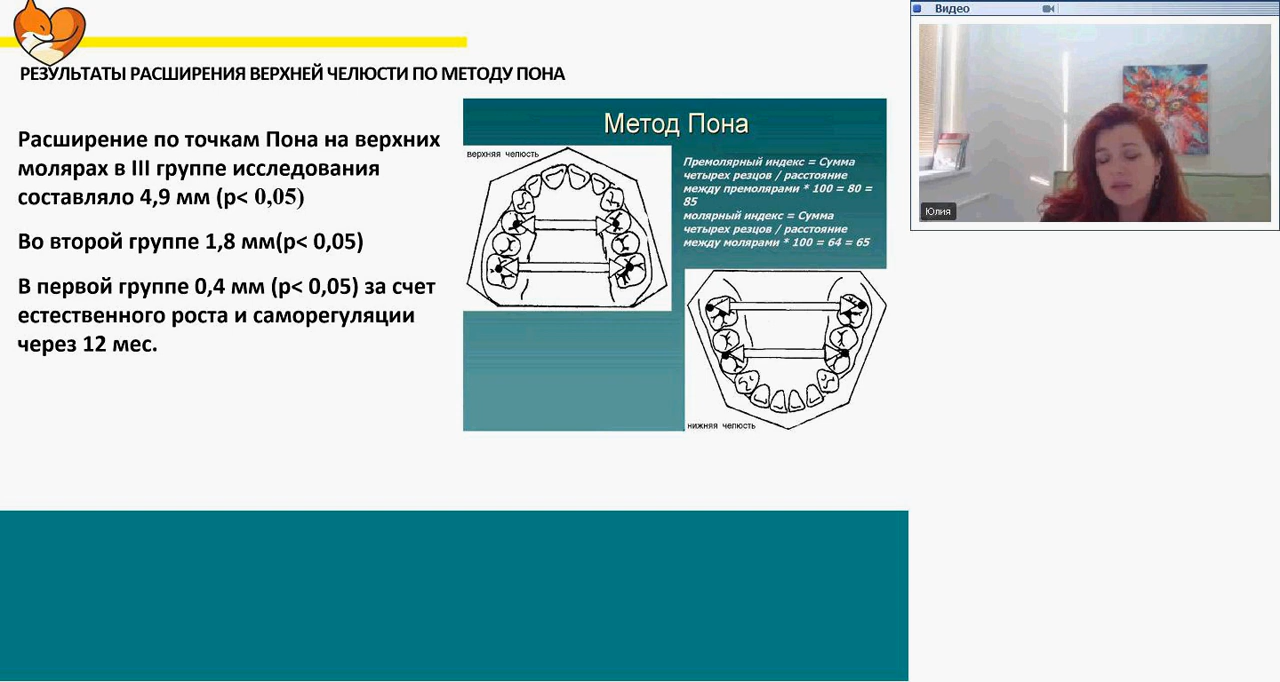 РЕЗУЛЬТАТЫ РАСШИРЕНИЯ ВЕРХНЕЙ ЧЕЛЮСТИ ПО МЕТОДУ ПОНА
Расширение по точкам Пона на верхних
молярах в III группе исследования
составляло 4,9 мм (p< 0,05)
Во второй группе 1,8 мм(p< 0,05)
В первой группе 0,4 мм (p< 0,05) за счет
естественного роста и саморегуляции
через 12 мес.
Метод Пона
верхняя челюсть
Премолярный индекс = Сумма
четырех резцов / расстояние
между премолярами * 100 = 80 =
85
молярный индекс = Сумма
четырех резцов / расстояние
между молярами * 100 = 64 = 65
нижняя челюсть
Видео
Юлия